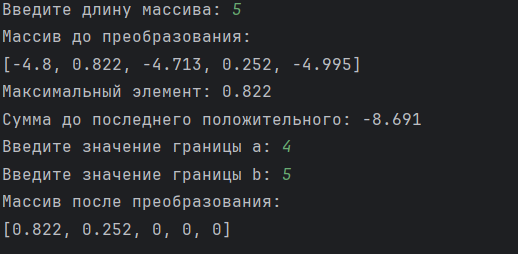 Введите длину массива: 5
Массив до преобразования:
[-4.8, 0.822, -4.713, 0.252, -4.995]
Максимальный элемент: 0.822
Сумма до последнего положительного: -8.691
Введите значение границы a: 4
Введите значение границы b: 5
Массив после преобразования:
[0.822, 0.252, 0, 0, 0]